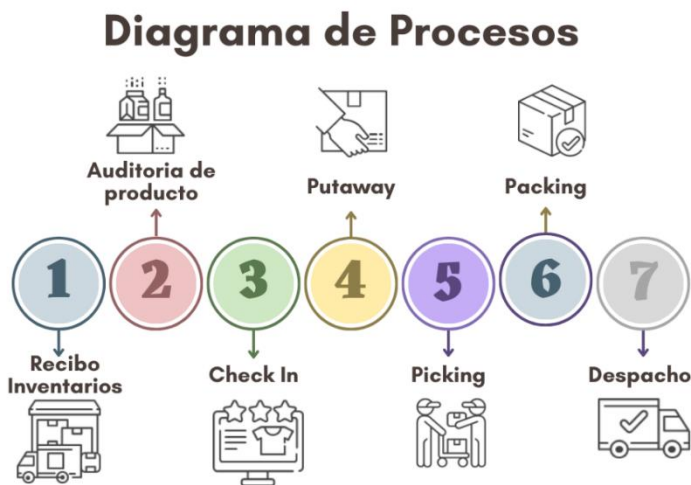 Diagrama de Procesos
Auditoria de
producto
Putaway
Packing
1
2
3
4
5
6
7
Recibo
Inventarios
Check In
Picking
Despacho